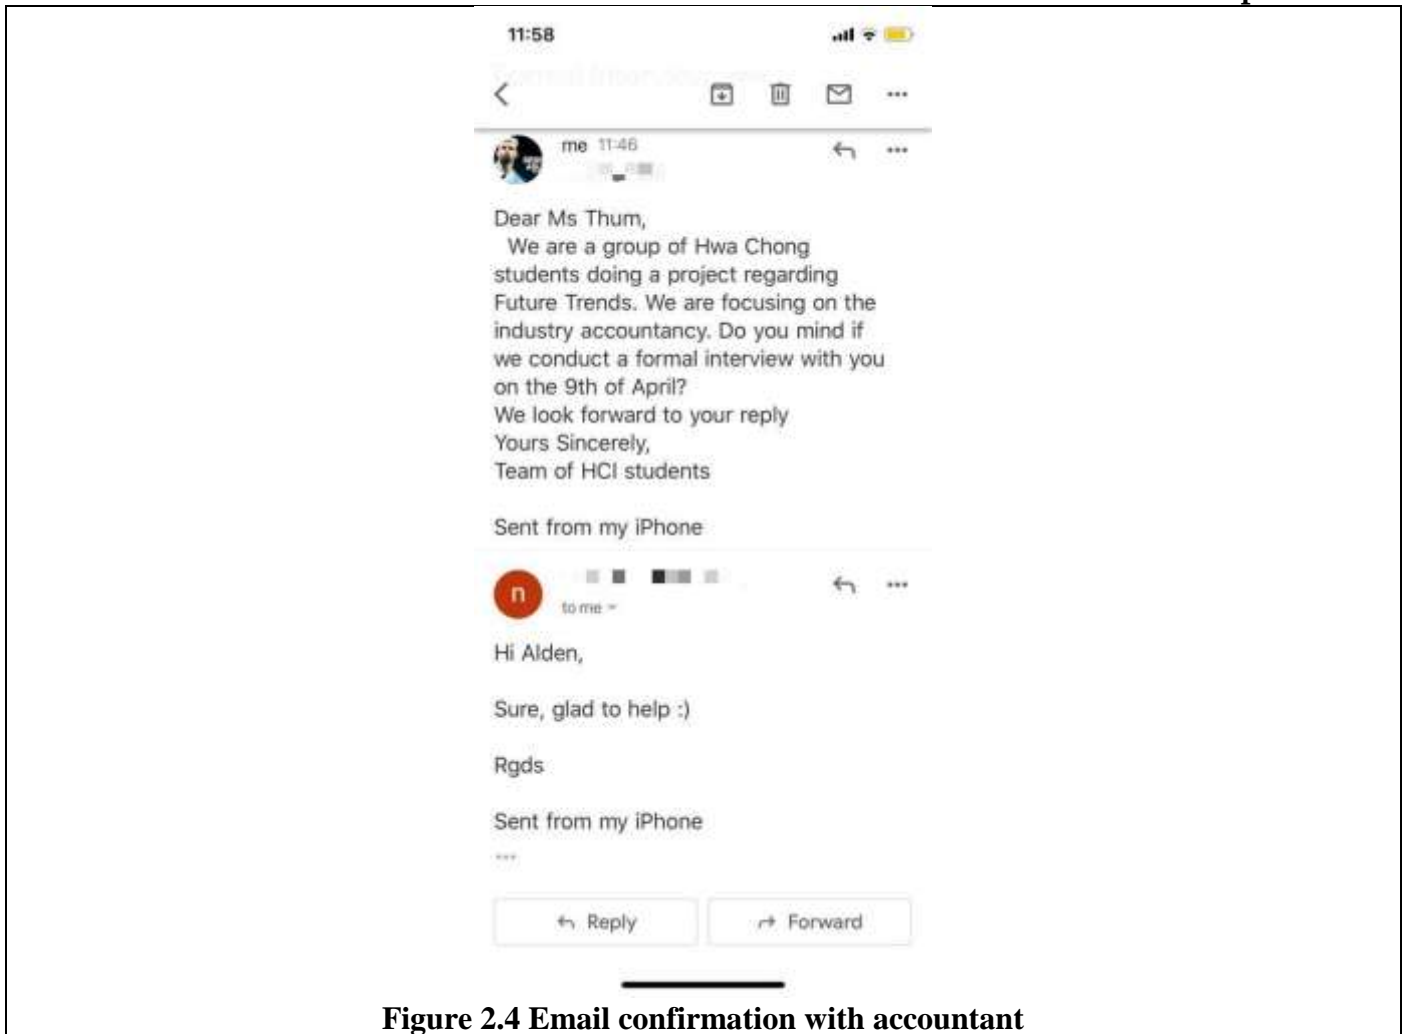 11:58
me 11:46
Dear Ms Thum,
We are a group of Hwa Chong
students doing a project regarding
Future Trends. We are focusing on the
industry accountancy. Do you mind if
we conduct a formal interview with you
on the 9th of April?
We look forward to your reply
Yours Sincerely,
Team of HCI students
Sent from my iPhone
n
to me
Hi Alden,
Sure, glad to help :)
Rgds
Sent from my iPhone
Reply Forward
Figure 2.4 Email confirmation with accountant